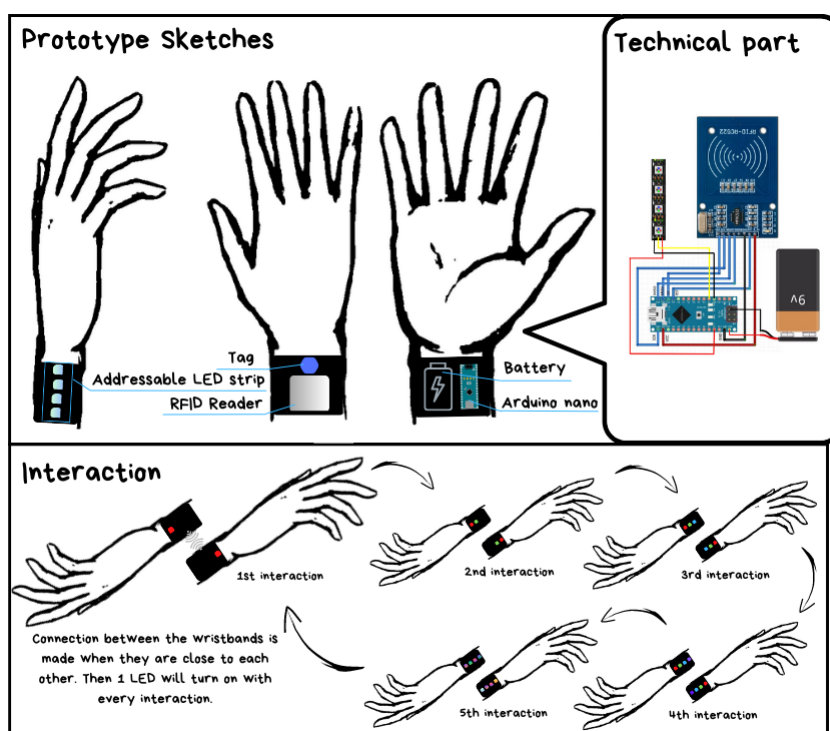 Prototype Sketches
Technical part
RFID-RC522
9V
Tag
Addressable LED strip
RFID Reader
Battery
Arduino nano
Interaction
1st interaction
2nd interaction
3rd interaction
Connection between the wristbands is
made when they are close to each
other. Then 1 LED will turn on with
every interaction.
5th interaction
4th interaction